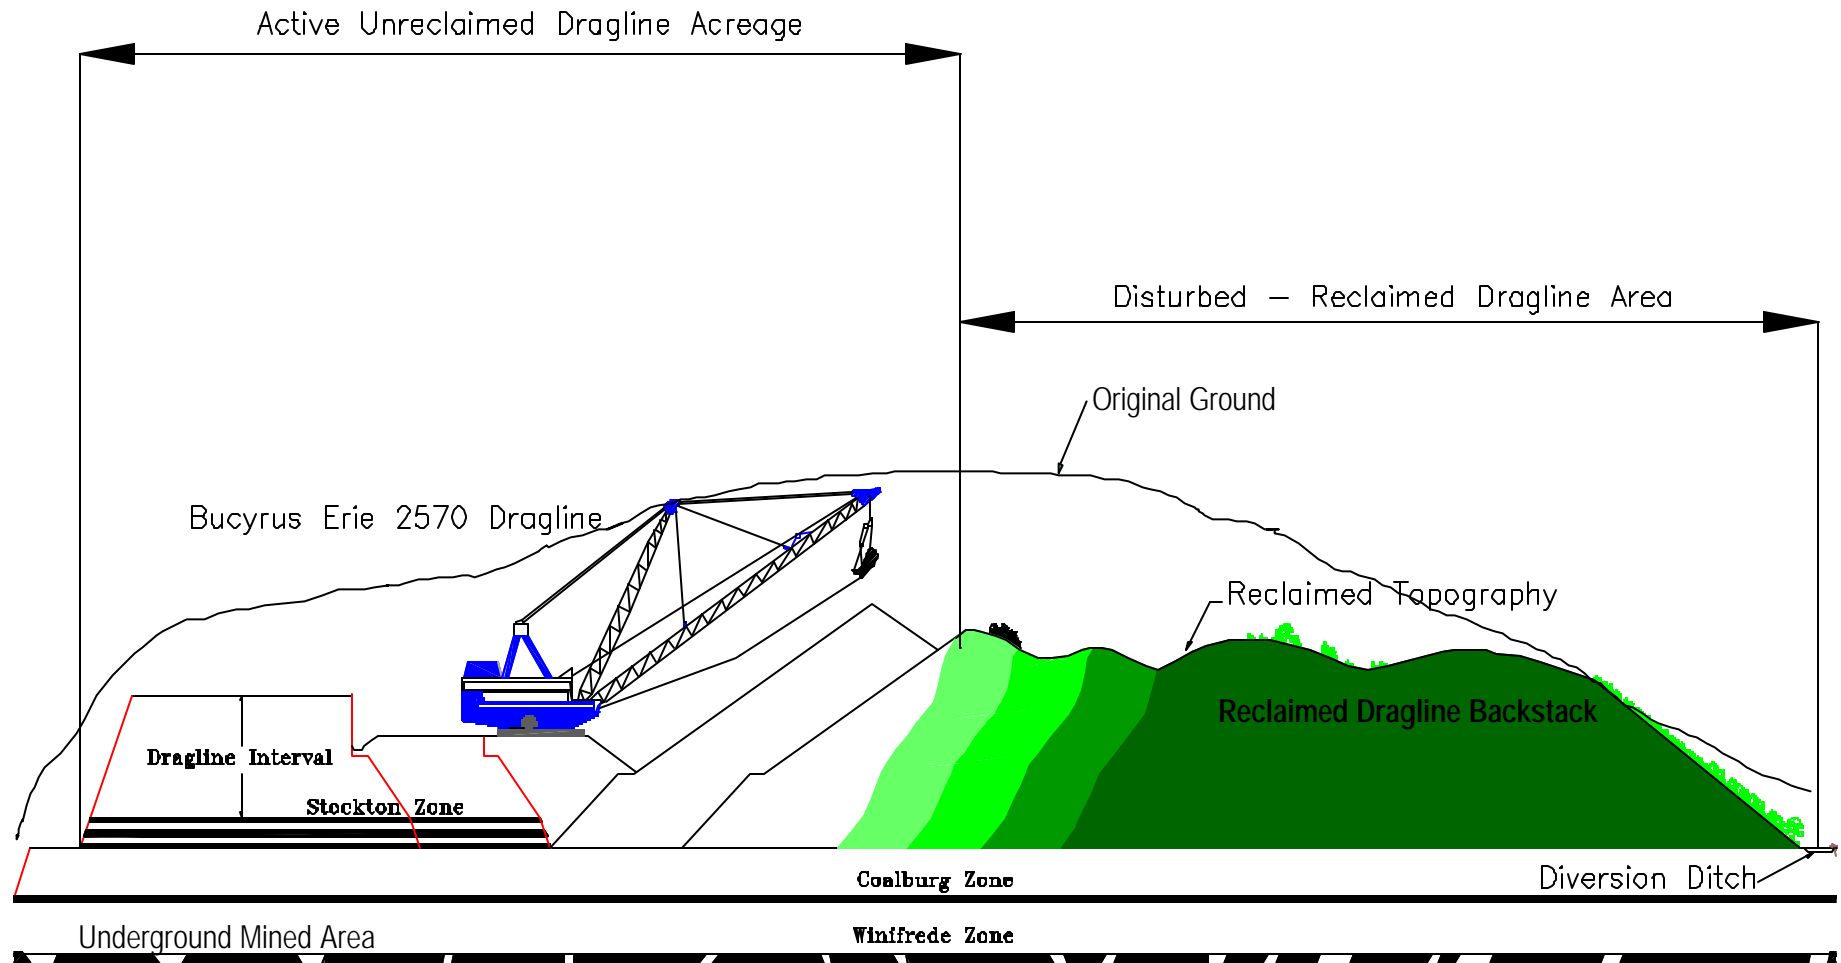 Active Unreclaimed Dragline Acreage
Disturbed – Reclaimed Dragline Area
Original Ground
Bucyrus Erie 2570 Dragline
Reclaimed Topography
Reclaimed Dragline Backstack
Dragline Interval
Stockton Zone
Coalburg Zone
Diversion Ditch
Underground Mined Area
Winifrede Zone